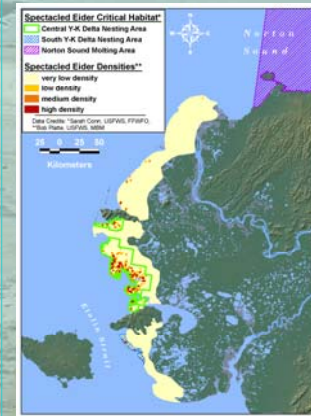 Spectacled Eider Critical Habitat*
Central Y-K Delta Nesting Area
South Y-K Delta Nesting Area
Norton Sound Molting Area
Spectacled Eider Densities**
very low density
low density
medium density
high density
Data Credits: *Sarah Conn, USFWS, FFWFO,
**Bob Platte, USFWS, MBM
25 0 25 50
Kilometers
Norton
Sound
Etolin Strait